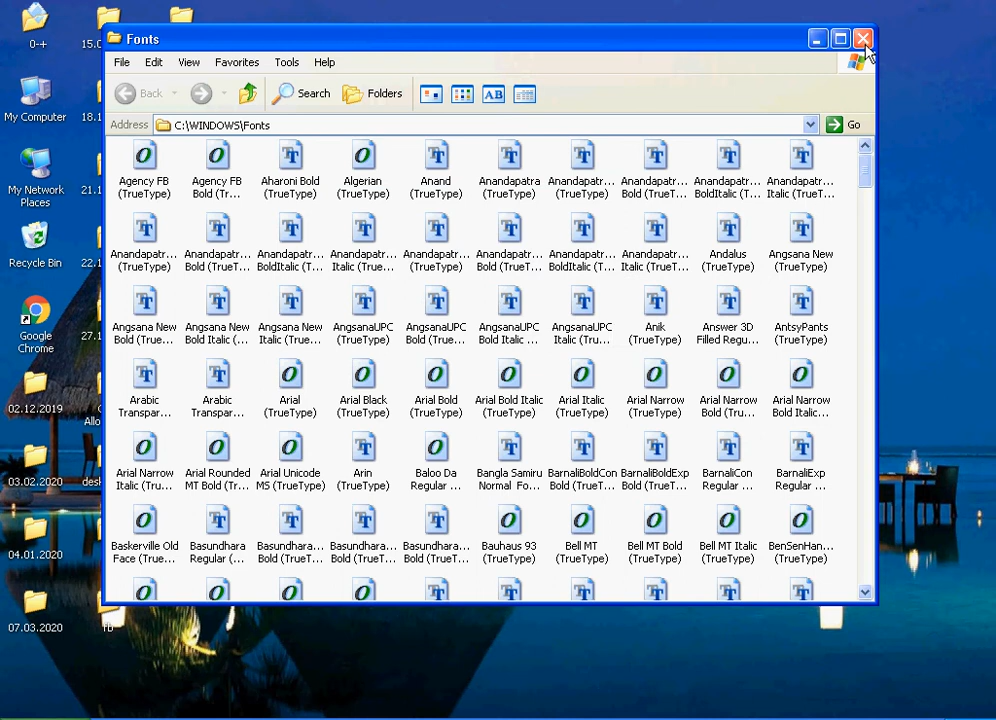 Fonts
File Edit View Favorites Tools Help
Back Search Folders
Address C:\WINDOWS\Fonts Go
Agency FB (TrueType)
Agency FB Bold (Tr...
Aharoni Bold (TrueType)
Algerian (TrueType)
Anand (TrueType)
Anandapatra (TrueType)
Anandapatr... (TrueType)
Anandapatr... Bold (TrueT...
Anandapatr... BoldItalic (T...
Anandapatr... Italic (TrueT...
Anandapatr... (TrueType)
Anandapatr... Bold (TrueT...
Anandapatr... BoldItalic (T...
Anandapatr... Italic (True...
Anandapatr... (TrueType)
Anandapatr... Bold (TrueT...
Anandapatr... BoldItalic (T...
Anandapatr... Italic (TrueT...
Andalus (TrueType)
Angsana New (TrueType)
Angsana New Bold (True...
Angsana New Bold Italic (...
Angsana New Italic (True...
AngsanaUPC (TrueType)
AngsanaUPC Bold (True...
AngsanaUPC Bold Italic ...
AngsanaUPC Italic (Tru...
Anik (TrueType)
Answer 3D Filled Regu...
AntsyPants (TrueType)
Arabic Transpar...
Arabic Transpar...
Arial (TrueType)
Arial Black (TrueType)
Arial Bold (TrueType)
Arial Bold Italic (TrueType)
Arial Italic (TrueType)
Arial Narrow (TrueType)
Arial Narrow Bold (Tru...
Arial Narrow Bold Italic...
Arial Narrow Italic (Tru...
Arial Rounded MT Bold (Tr...
Arial Unicode MS (TrueType)
Arin (TrueType)
Baloo Da Regular ...
Bangla Samiru Normal Fo...
BarnaliBoldCon Bold (TrueT...
BarnaliBoldExp Bold (TrueT...
BarnaliCon Regular ...
BarnaliExp Regular ...
Baskerville Old Face (True...
Basundhara Regular (...
Basundhara... Bold (TrueT...
Basundhara... Bold (TrueT...
Basundhara... Bold (TrueT...
Bauhaus 93 (TrueType)
Bell MT (TrueType)
Bell MT Bold (TrueType)
Bell MT Italic (TrueType)
BenSenHan... (TrueType)
0-+
My Computer
My Network Places
Recycle Bin
Google Chrome
02.12.2019
03.02.2020
04.01.2020
07.03.2020
15.0
18.1
21.1
22.1
27.1
Allo
desk
fb